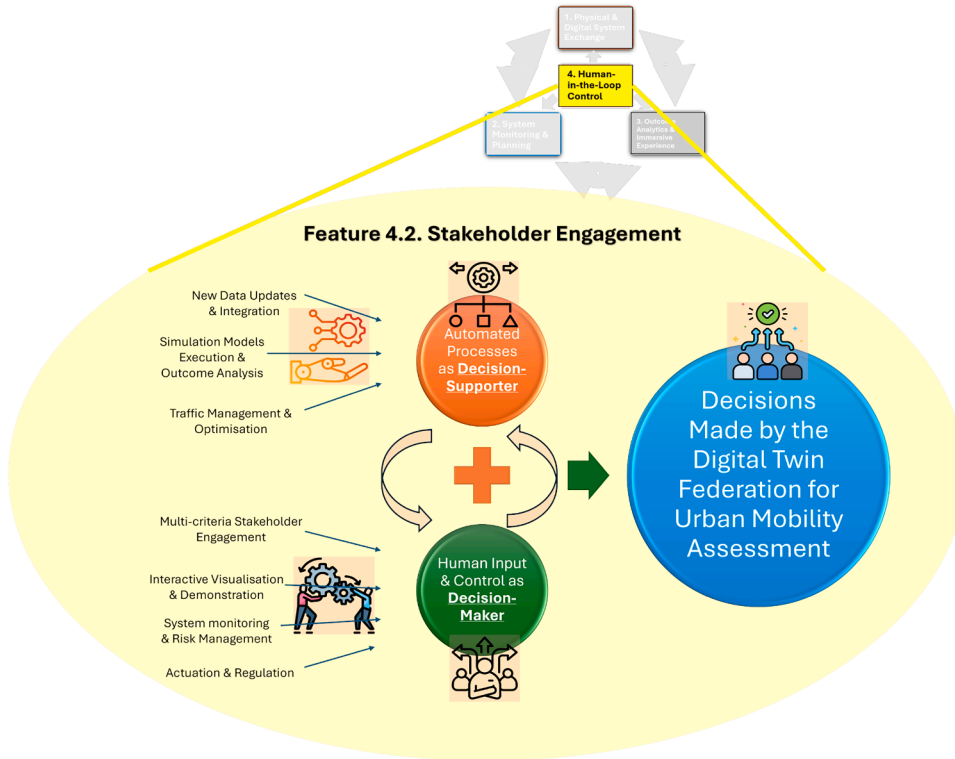 1. Physical &
Digital System
Exchange
4. Human-
in-the-Loop
Control
2. System
Monitoring &
Planning
3. Outcome
Analytics &
Immersive
Experience
Feature 4.2. Stakeholder Engagement
New Data Updates
& Integration
Simulation Models
Execution &
Outcome Analysis
Traffic Management &
Optimisation
Automated
Processes
as Decision-
Supporter
Multi-criteria Stakeholder
Engagement
Interactive Visualisation
& Demonstration
System monitoring
& Risk Management
Actuation & Regulation
Human Input
& Control as
Decision-
Maker
Decisions
Made by the
Digital Twin
Federation for
Urban Mobility
Assessment